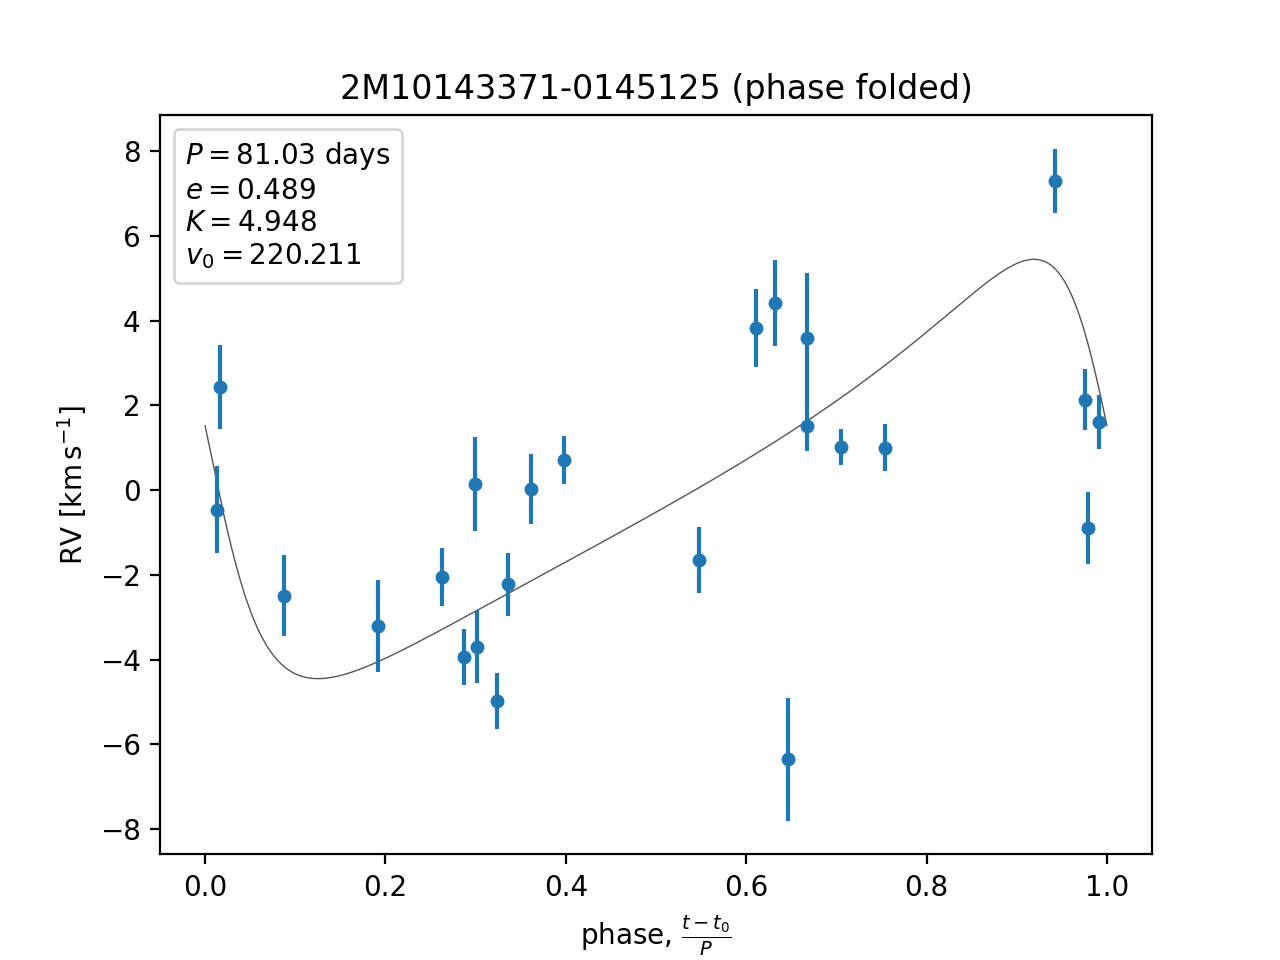 2M10143371-0145125 (phase folded)
P = 81.03 days
e = 0.489
K = 4.948
v₀ = 220.211
RV [km s⁻¹]
8
6
4
2
0
−2
−4
−6
−8
0.0 0.2 0.4 0.6 0.8 1.0
phase, (t − t₀)/P